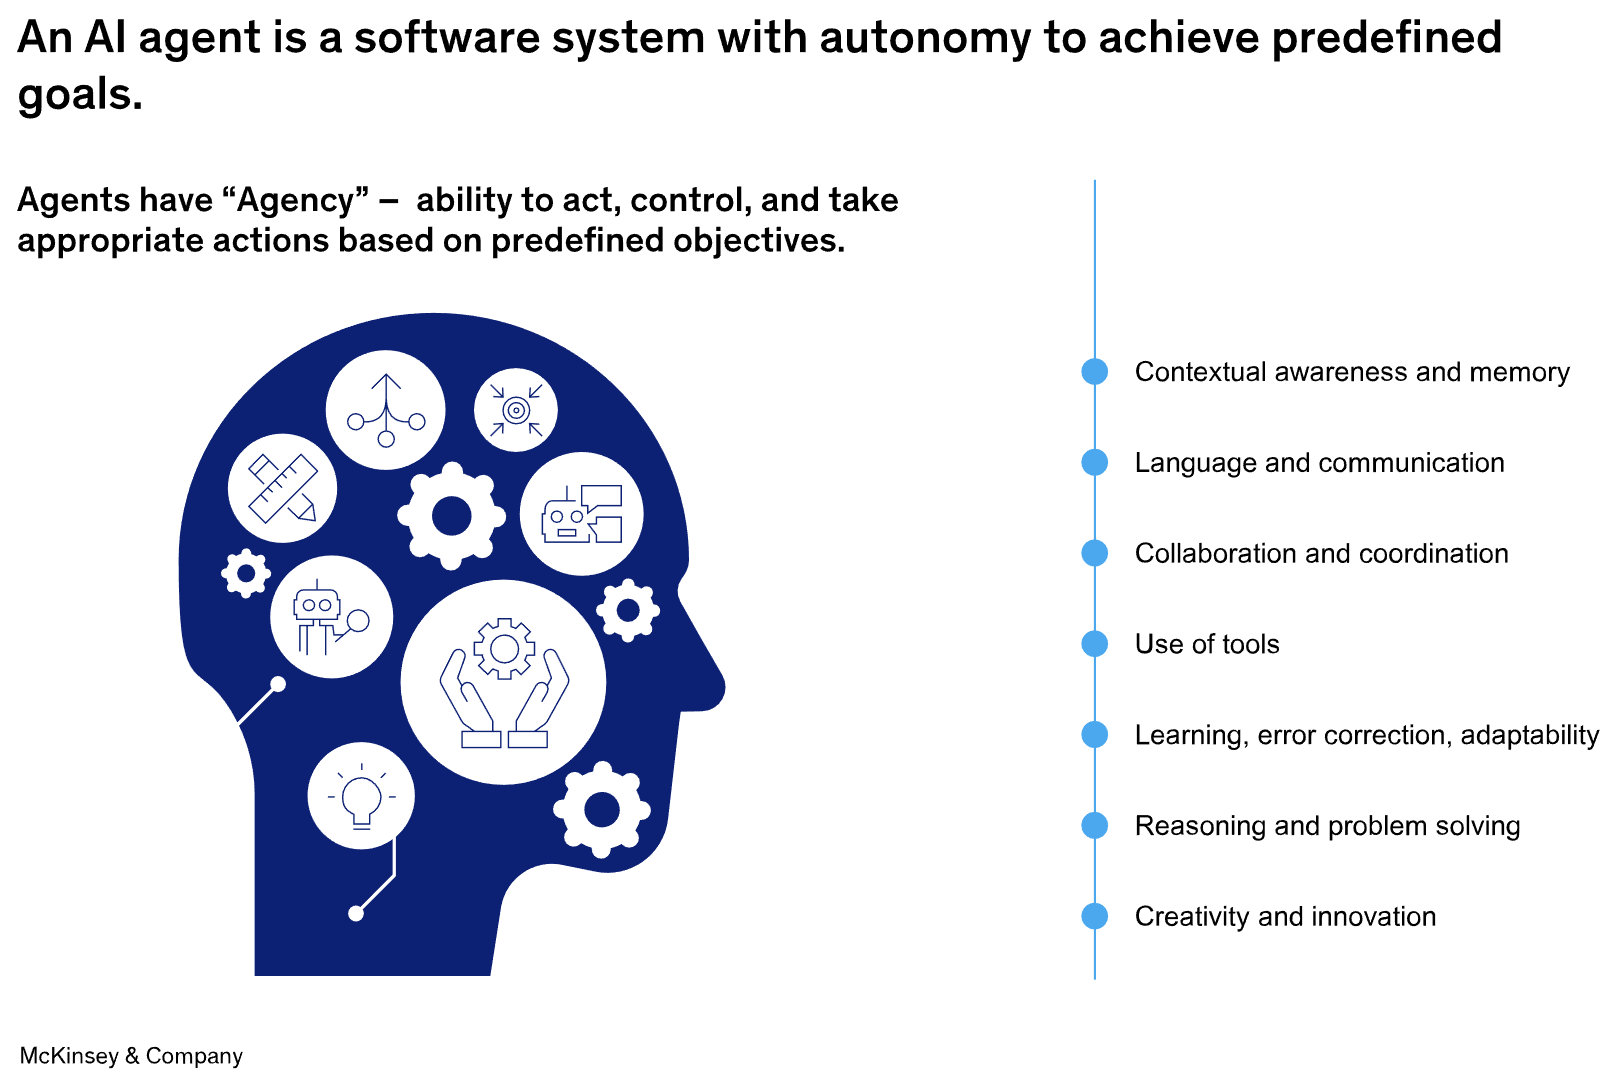 An AI agent is a software system with autonomy to achieve predefined
goals.
Agents have “Agency” – ability to act, control, and take
appropriate actions based on predefined objectives.
Contextual awareness and memory
Language and communication
Collaboration and coordination
Use of tools
Learning, error correction, adaptability
Reasoning and problem solving
Creativity and innovation
McKinsey & Company